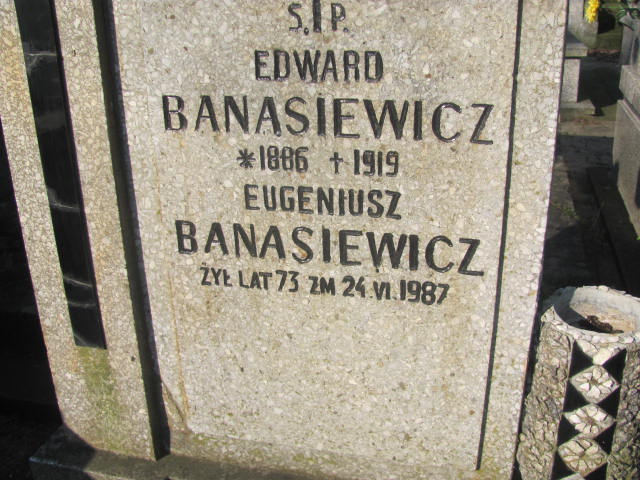 Ś.†P.
EDWARD
BANASIEWICZ
*1886 †1919
EUGENIUSZ
BANASIEWICZ
ŻYŁ LAT 73 ZM 24.VI.1987